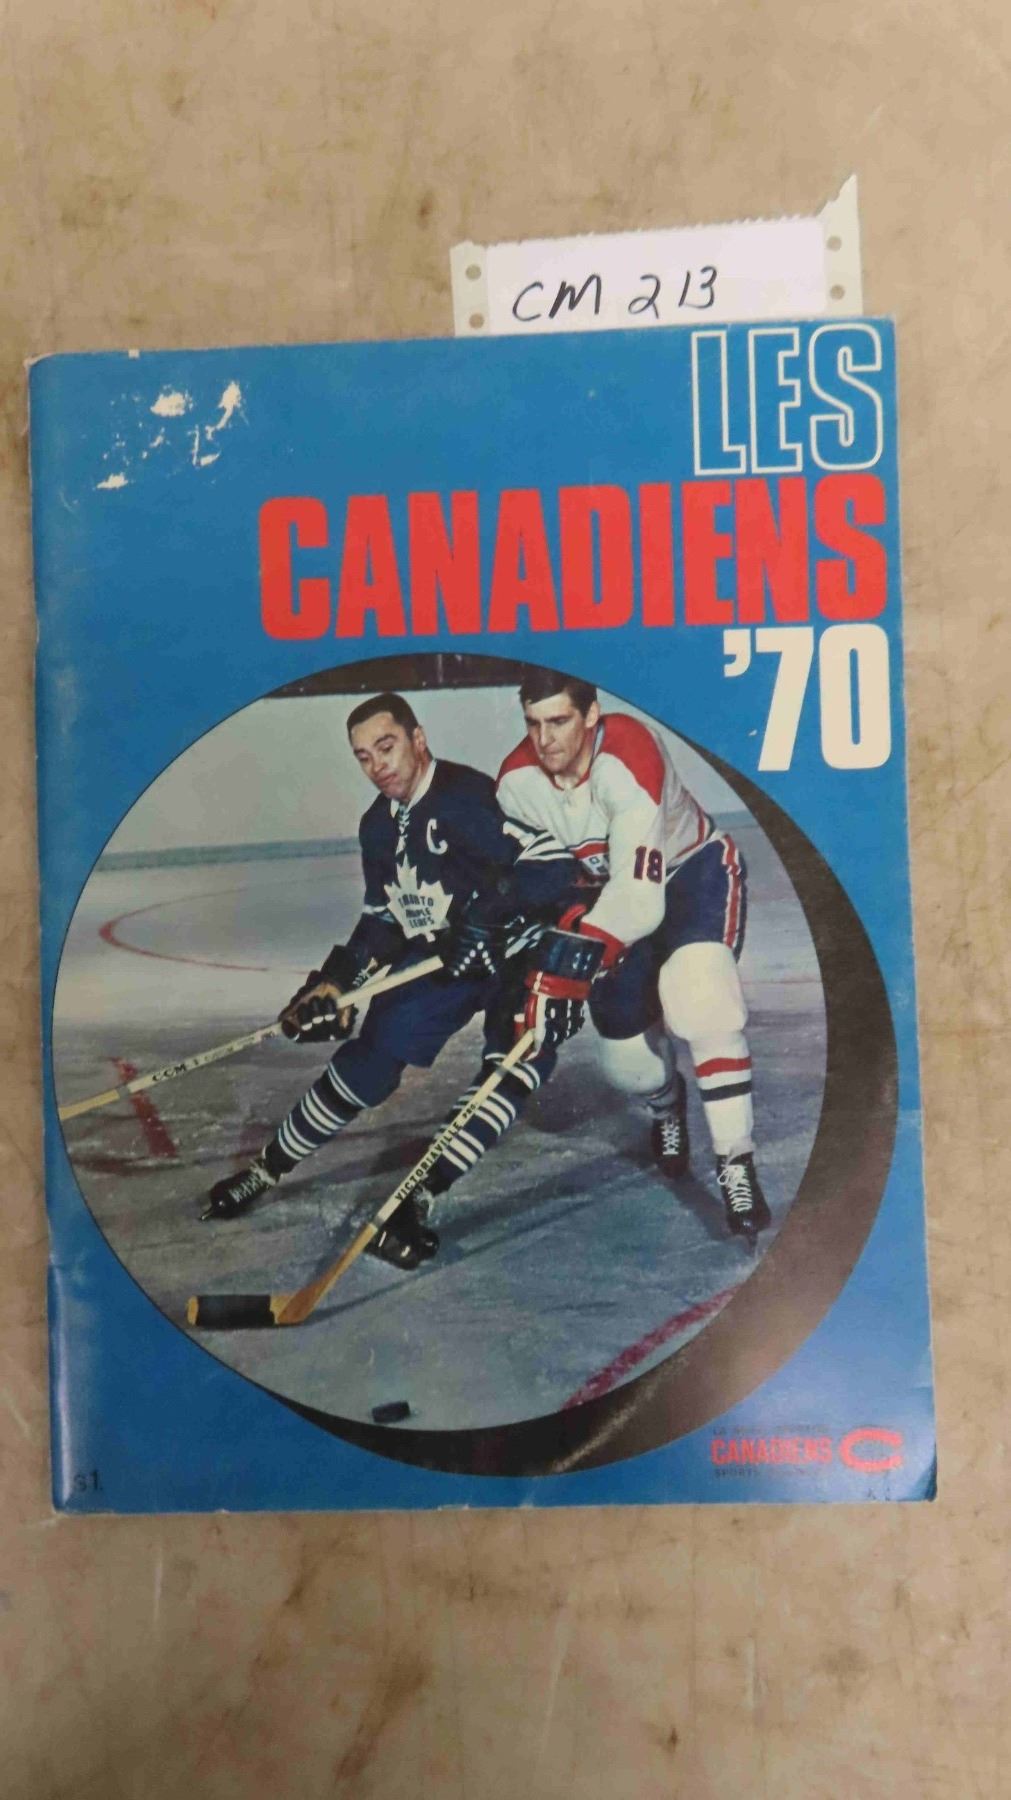 CM 213
LES
CANADIENS
'70
C
18
TORONTO
MAPLE
LEAFS
CCM
VICTORIAVILLE PRO
CANADIENS
$1.